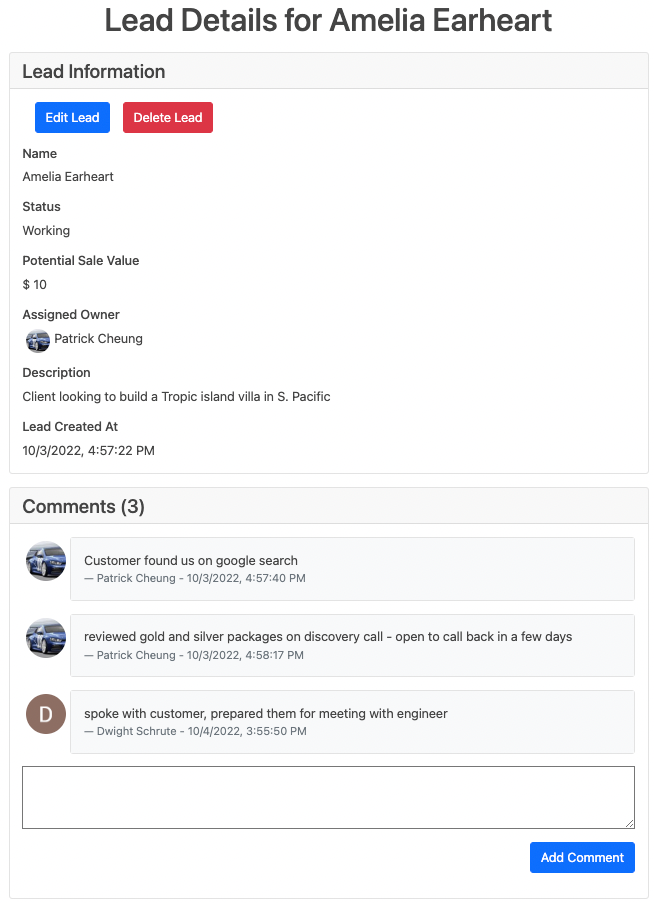 Lead Details for Amelia Earheart
Lead Information
Edit Lead Delete Lead
Name
Amelia Earheart
Status
Working
Potential Sale Value
$ 10
Assigned Owner
Patrick Cheung
Description
Client looking to build a Tropic island villa in S. Pacific
Lead Created At
10/3/2022, 4:57:22 PM
Comments (3)
Customer found us on google search
— Patrick Cheung - 10/3/2022, 4:57:40 PM
reviewed gold and silver packages on discovery call - open to call back in a few days
— Patrick Cheung - 10/3/2022, 4:58:17 PM
D
spoke with customer, prepared them for meeting with engineer
— Dwight Schrute - 10/4/2022, 3:55:50 PM
Add Comment